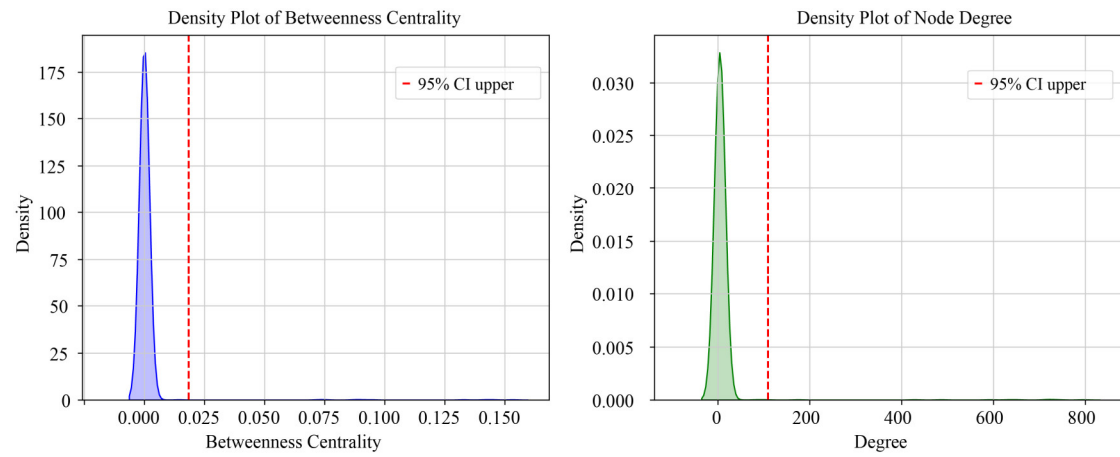 Density Plot of Betweenness Centrality
Density
175
150
125
100
75
50
25
0
95% CI upper
0.000 0.025 0.050 0.075 0.100 0.125 0.150
Betweenness Centrality
Density Plot of Node Degree
Density
0.030
0.025
0.020
0.015
0.010
0.005
0.000
95% CI upper
0 200 400 600 800
Degree